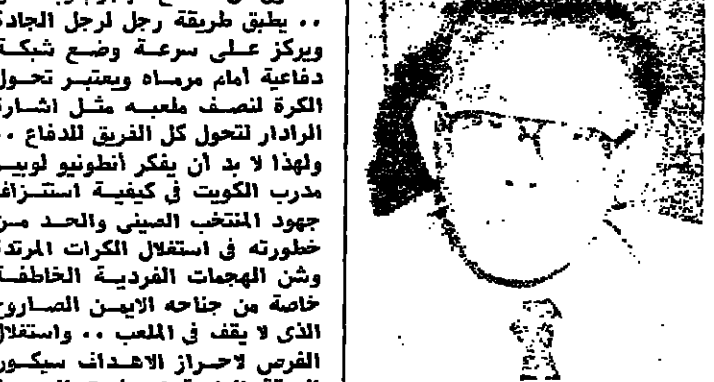 .. يطبق طريقة رجل لرجل الجادة
ويركز على سرعة وضع شبكة
دفاعية أمام مرماه ويعتبر تحول
الكرة لنصف ملعبه مثل اشارة
الرادار لتحول كل الفريق للدفاع ..
ولهذا لا بد أن يفكر أنطونيو لوبيز
مدرب الكويت في كيفية استنزاف
جهود المنتخب الصينى والحد من
خطورته في استغلال الكرات المرتدة
وشن الهجمات الفردية الخاطفة
خاصة من جناحه الايمن الصاروخ
الذى لا يقف في الملعب .. واستغلال
الفرص لاحراز الاهداف سيكون